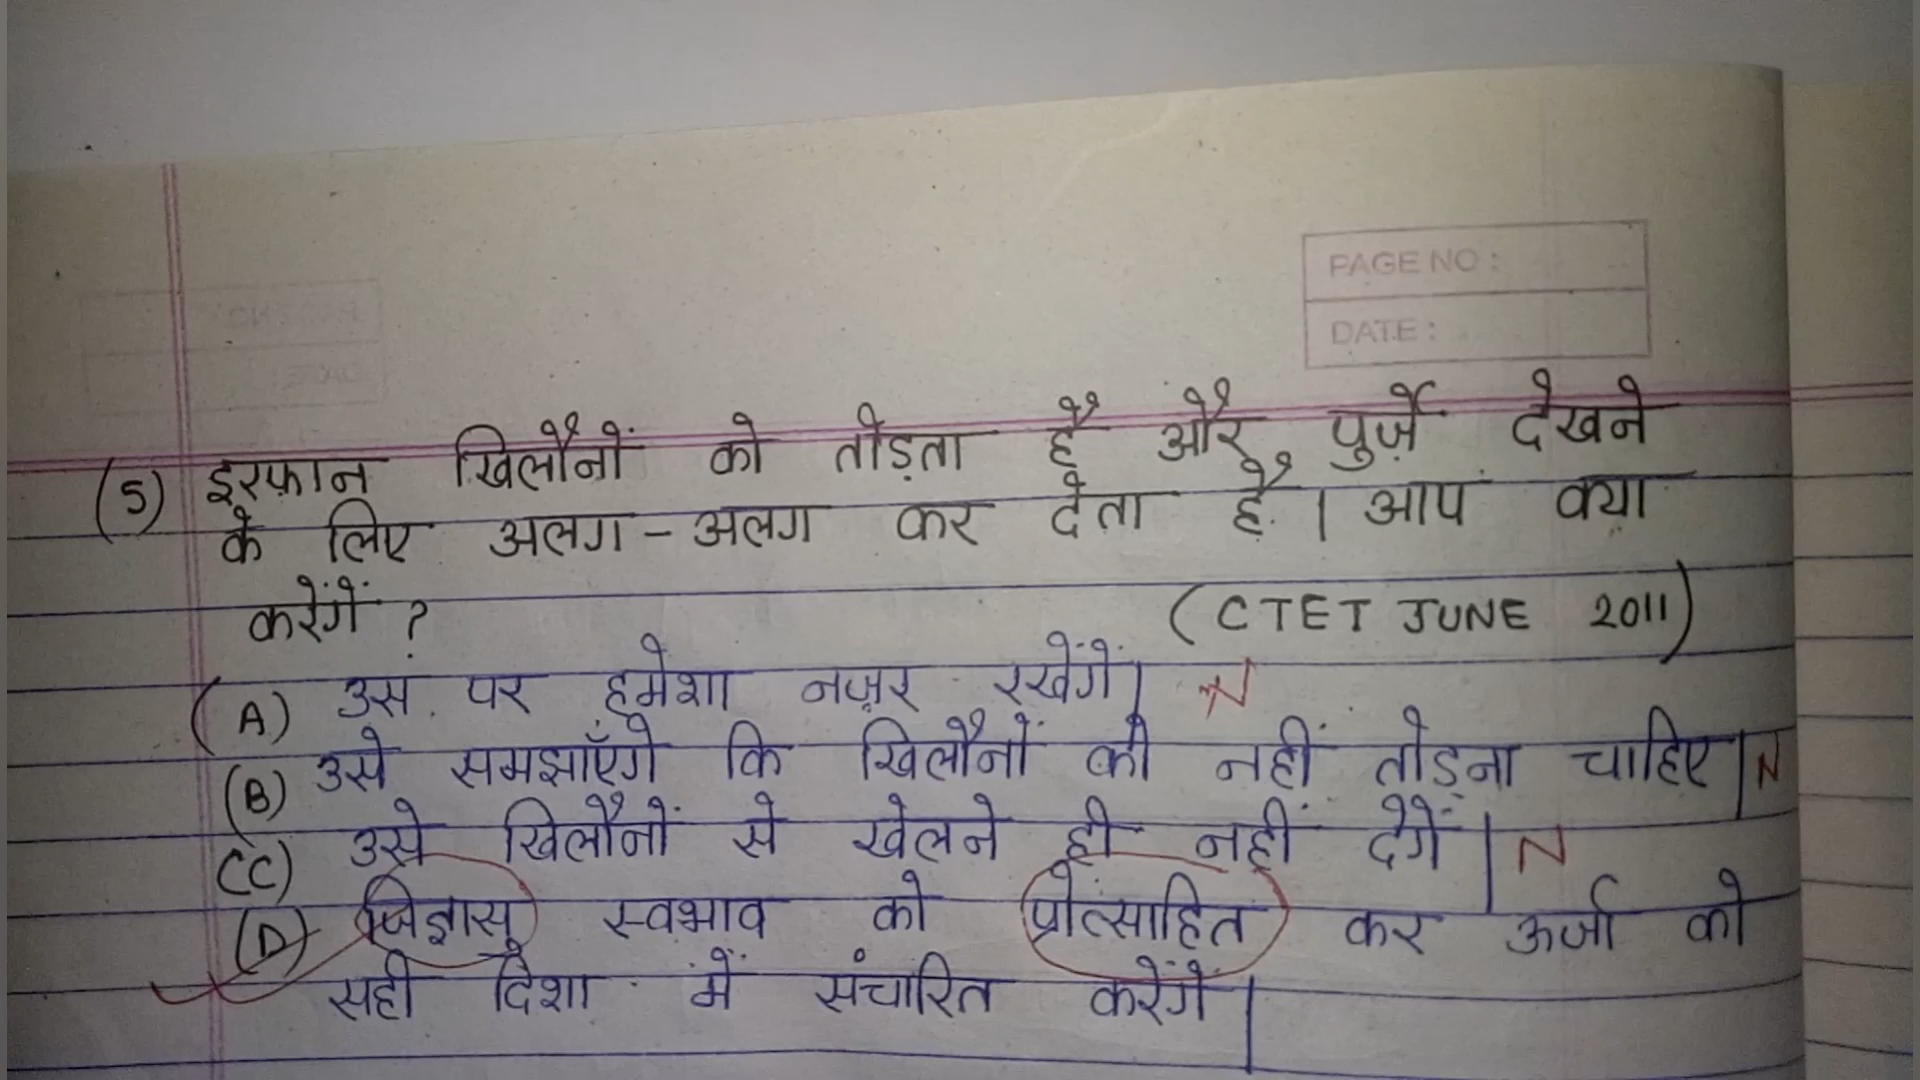 PAGE NO :
DATE :
(5) इरफ़ान खिलौनों को तोड़ता है और पुर्ज़े देखने
के लिए अलग - अलग कर देता है । आप क्या
करेंगें ?
(CTET JUNE 2011)
(A) उस पर हमेशा नज़र रखेंगें । N
(B) उसे समझाएँगे कि खिलौनों को नहीं तोड़ना चाहिए । N
(C) उसे खिलौनों से खेलने ही नहीं देगें । N
(D) जिज्ञासु स्वभाव को प्रोत्साहित कर ऊर्जा को
सही दिशा में संचारित करेंगें ।